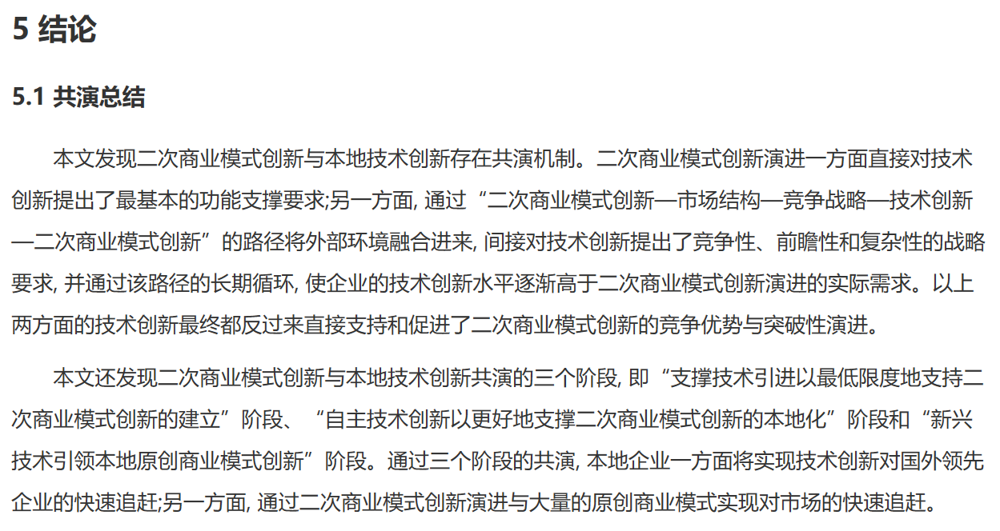 5 结论
5.1 共演总结
本文发现二次商业模式创新与本地技术创新存在共演机制。二次商业模式创新演进一方面直接对技术
创新提出了最基本的功能支撑要求;另一方面, 通过“二次商业模式创新—市场结构—竞争战略—技术创新
—二次商业模式创新”的路径将外部环境融合进来, 间接对技术创新提出了竞争性、前瞻性和复杂性的战略
要求, 并通过该路径的长期循环, 使企业的技术创新水平逐渐高于二次商业模式创新演进的实际需求。以上
两方面的技术创新最终都反过来直接支持和促进了二次商业模式创新的竞争优势与突破性演进。
本文还发现二次商业模式创新与本地技术创新共演的三个阶段, 即“支撑技术引进以最低限度地支持二
次商业模式创新的建立”阶段、“自主技术创新以更好地支撑二次商业模式创新的本地化”阶段和“新兴
技术引领本地原创商业模式创新”阶段。通过三个阶段的共演, 本地企业一方面将实现技术创新对国外领先
企业的快速追赶;另一方面, 通过二次商业模式创新演进与大量的原创商业模式实现对市场的快速追赶。